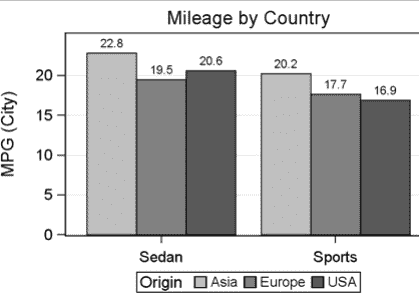 Mileage by Country
MPG (City)
20
15
10
5
0
22.8
19.5
20.6
20.2
17.7
16.9
Sedan
Sports
Origin Asia Europe USA